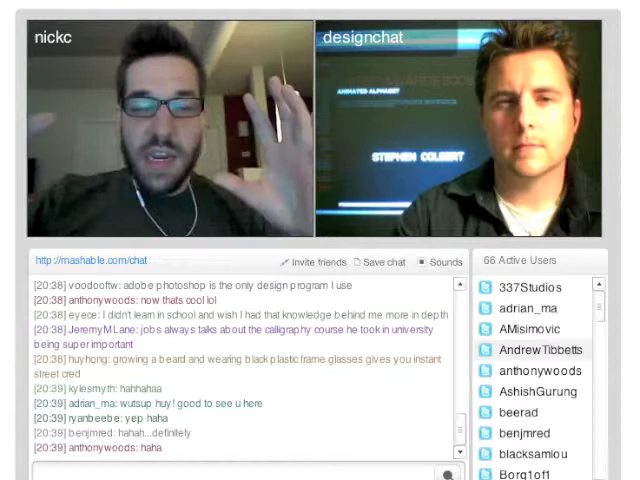 nickc
designchat
ANIMATED ALPHABET
STEPHEN COLBERT
http://mashable.com/chat
Invite friends
Save chat
Sounds
66 Active Users
[20:38] voodooftw: adobe photoshop is the only design program I use
[20:38] anthonywoods: now thats cool lol
[20:38] eyece: I didn't learn in school and wish I had that knowledge behind me more in depth
[20:38] JeremyMLane: jobs always talks about the calligraphy course he took in university
being super important
[20:38] huyhong: growing a beard and wearing black plastic frame glasses gives you instant
street cred
[20:39] kylesmyth: hahhahaa
[20:39] adrian_ma: wutsup huy! good to see u here
[20:39] ryanbeebe: yep haha
[20:39] benjmred: hahah...definitely
[20:39] anthonywoods: haha
337Studios
adrian_ma
AMisimovic
AndrewTibbetts
anthonywoods
AshishGurung
beerad
benjmred
blacksamlou
Borg1of1